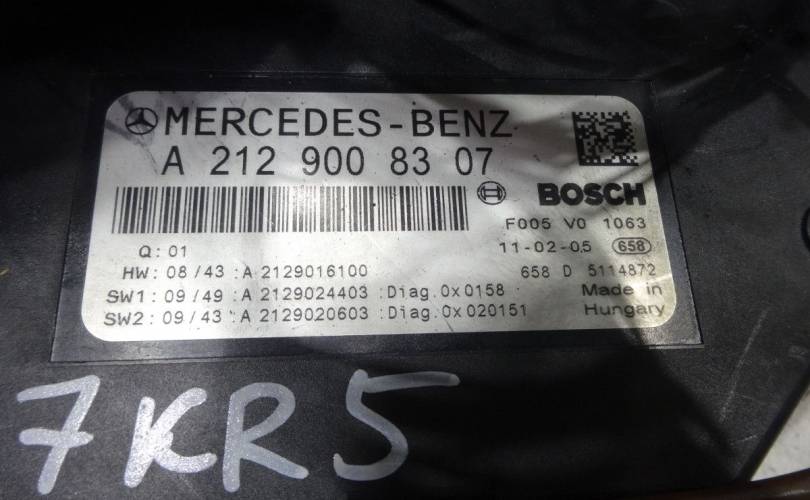 MERCEDES-BENZ
A 212 900 83 07
BOSCH
F005 V0 1063
Q: 01
11-02-05 658
HW: 08/43 :A 2129016100
658 D 5114872
SW1: 09/49 :A 2129024403 :Diag.0x0158
Made in
SW2: 09/43 :A 2129020603 :Diag.0x020151
Hungary
7KR5